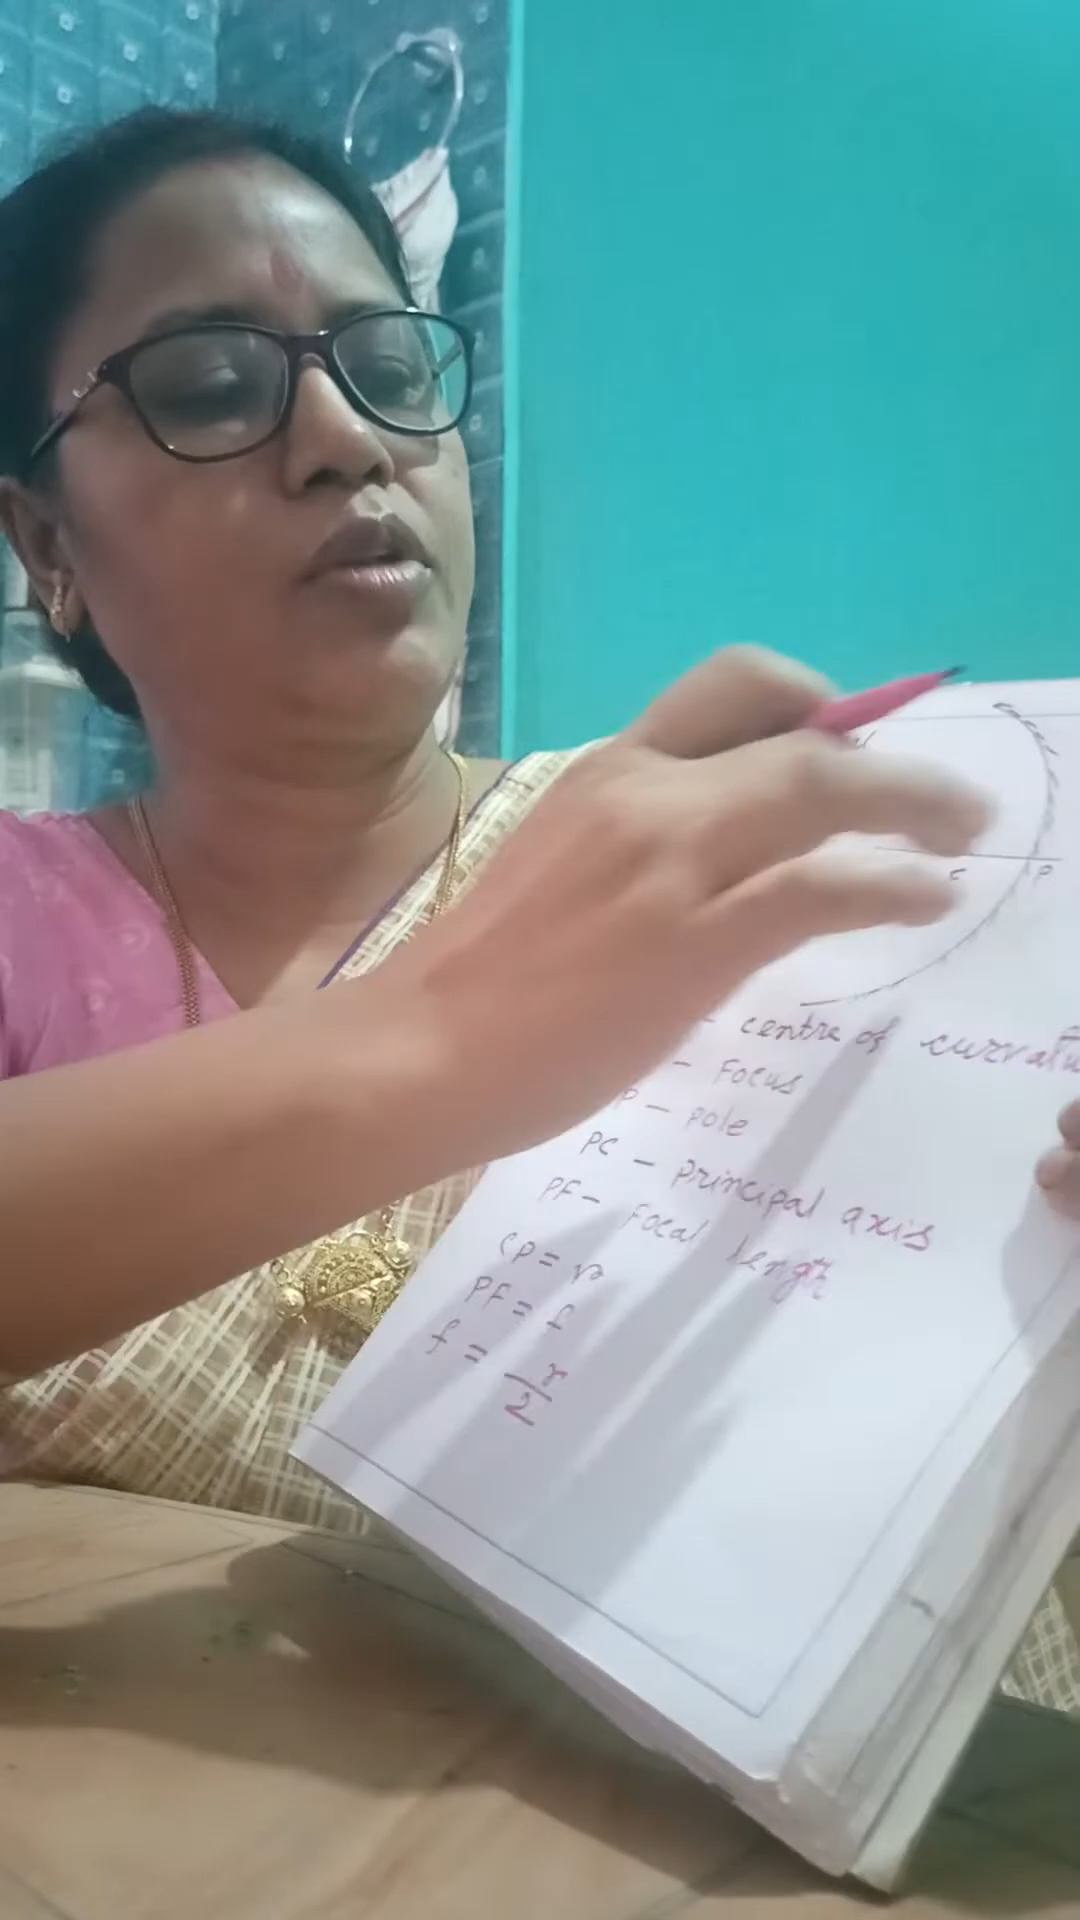 c P
- centre of curvatu
- Focus
P - pole
PC - principal axis
PF - Focal length
CP = r
PF = f
f = r
2